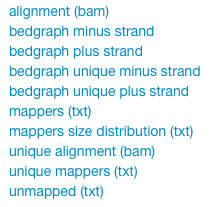 alignment (bam)
bedgraph minus strand
bedgraph plus strand
bedgraph unique minus strand
bedgraph unique plus strand
mappers (txt)
mappers size distribution (txt)
unique alignment (bam)
unique mappers (txt)
unmapped (txt)